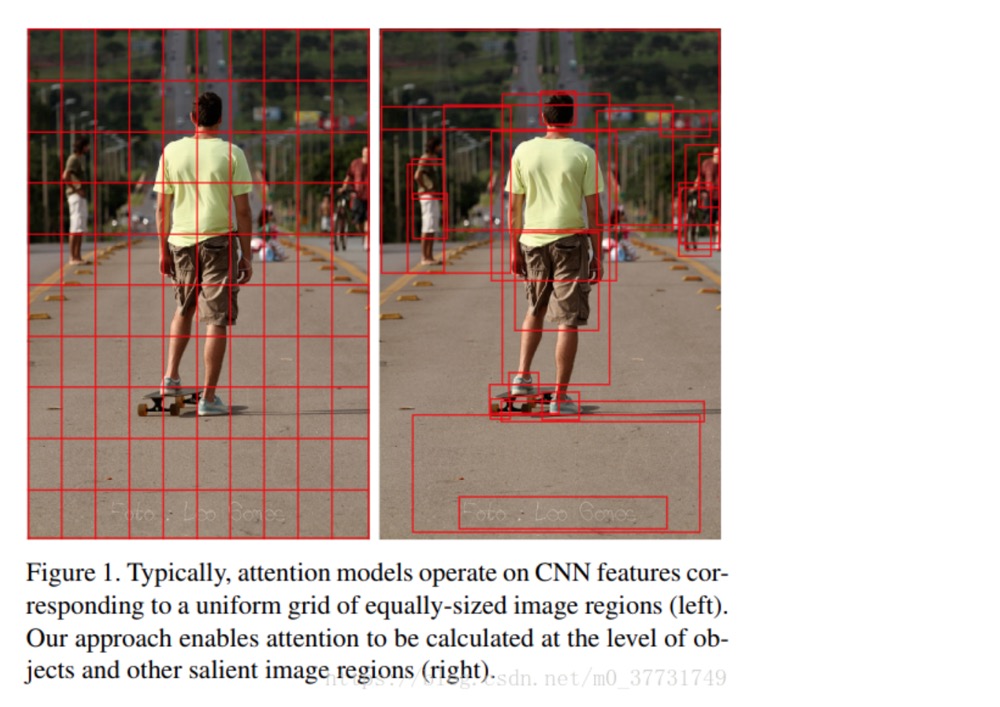 Foto : Leo Gomes
Foto : Leo Gomes
Figure 1. Typically, attention models operate on CNN features cor-
responding to a uniform grid of equally-sized image regions (left).
Our approach enables attention to be calculated at the level of ob-
jects and other salient image regions (right).
https://blog.csdn.net/m0_37731749